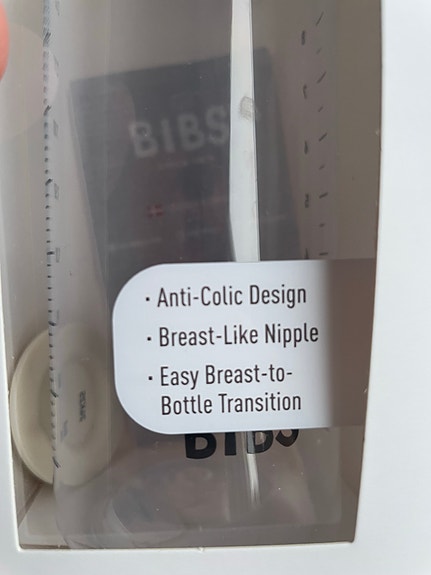 BIBS
· Anti-Colic Design
· Breast-Like Nipple
· Easy Breast-to-
Bottle Transition
BIBS